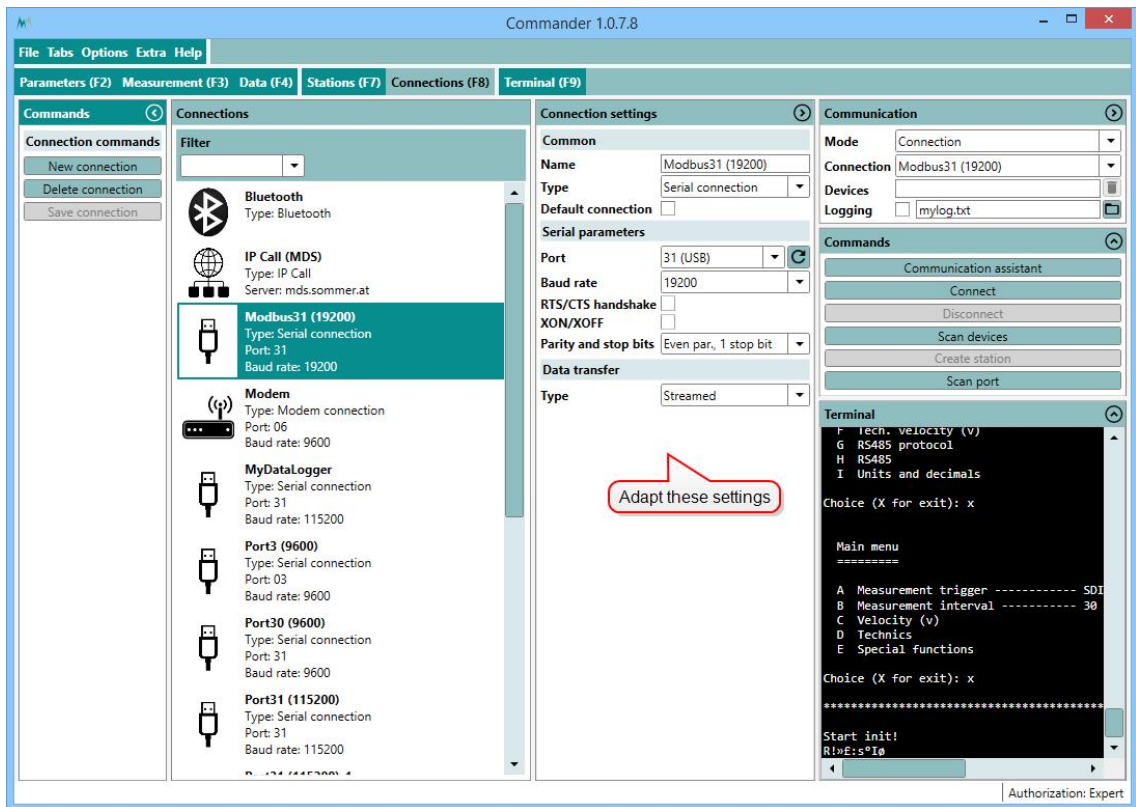 Commander 1.0.7.8
File Tabs Options Extra Help
Parameters (F2) Measurement (F3) Data (F4) Stations (F7) Connections (F8) Terminal (F9)
Commands
Connection commands
New connection
Delete connection
Save connection
Connections
Filter
Bluetooth
Type: Bluetooth
IP Call (MDS)
Type: IP Call
Server: mds.sommer.at
Modbus31 (19200)
Type: Serial connection
Port: 31
Baud rate: 19200
Modem
Type: Modem connection
Port: 06
Baud rate: 9600
MyDataLogger
Type: Serial connection
Port: 31
Baud rate: 115200
Port3 (9600)
Type: Serial connection
Port: 03
Baud rate: 9600
Port30 (9600)
Type: Serial connection
Port: 31
Baud rate: 9600
Port31 (115200)
Type: Serial connection
Port: 31
Baud rate: 115200
Connection settings
Common
Name Modbus31 (19200)
Type Serial connection
Default connection
Serial parameters
Port 31 (USB)
Baud rate 19200
RTS/CTS handshake
XON/XOFF
Parity and stop bits Even par., 1 stop bit
Data transfer
Type Streamed
Adapt these settings
Communication
Mode Connection
Connection Modbus31 (19200)
Devices
Logging mylog.txt
Commands
Communication assistant
Connect
Disconnect
Scan devices
Create station
Scan port
Terminal
F Tech. velocity (v)
G RS485 protocol
H RS485
I Units and decimals
Choice (X for exit): x
Main menu
=========
A Measurement trigger ------------ SDI
B Measurement interval ----------- 30
C Velocity (v)
D Technics
E Special functions
Choice (X for exit): x
*****************************************
Start init!
R!»£:s°Iø
Authorization: Expert